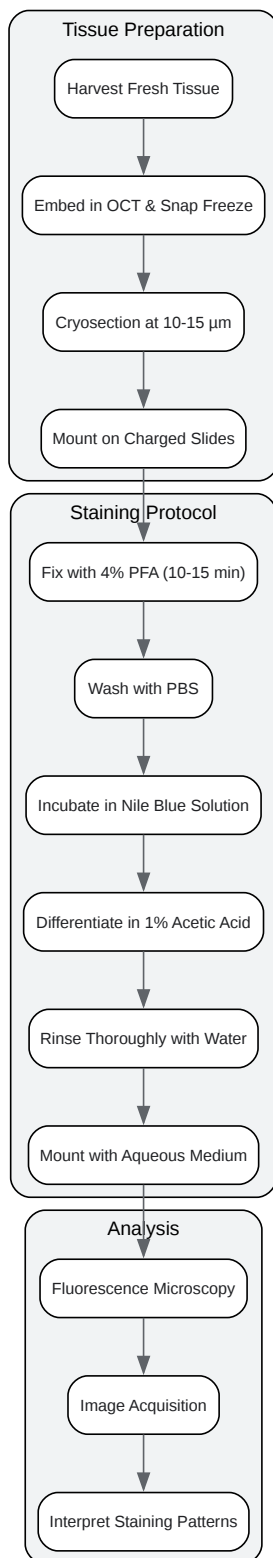 Tissue Preparation
Harvest Fresh Tissue
Embed in OCT & Snap Freeze
Cryosection at 10-15 µm
Mount on Charged Slides
Staining Protocol
Fix with 4% PFA (10-15 min)
Wash with PBS
Incubate in Nile Blue Solution
Differentiate in 1% Acetic Acid
Rinse Thoroughly with Water
Mount with Aqueous Medium
Analysis
Fluorescence Microscopy
Image Acquisition
Interpret Staining Patterns